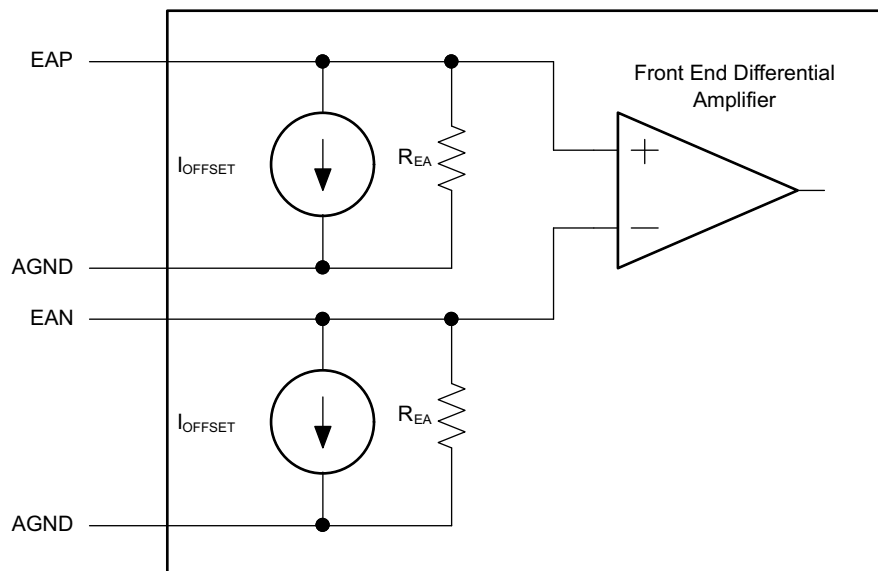 EAP
Front End Differential
Amplifier
IOFFSET
REA
+
AGND
EAN
−
IOFFSET
REA
AGND